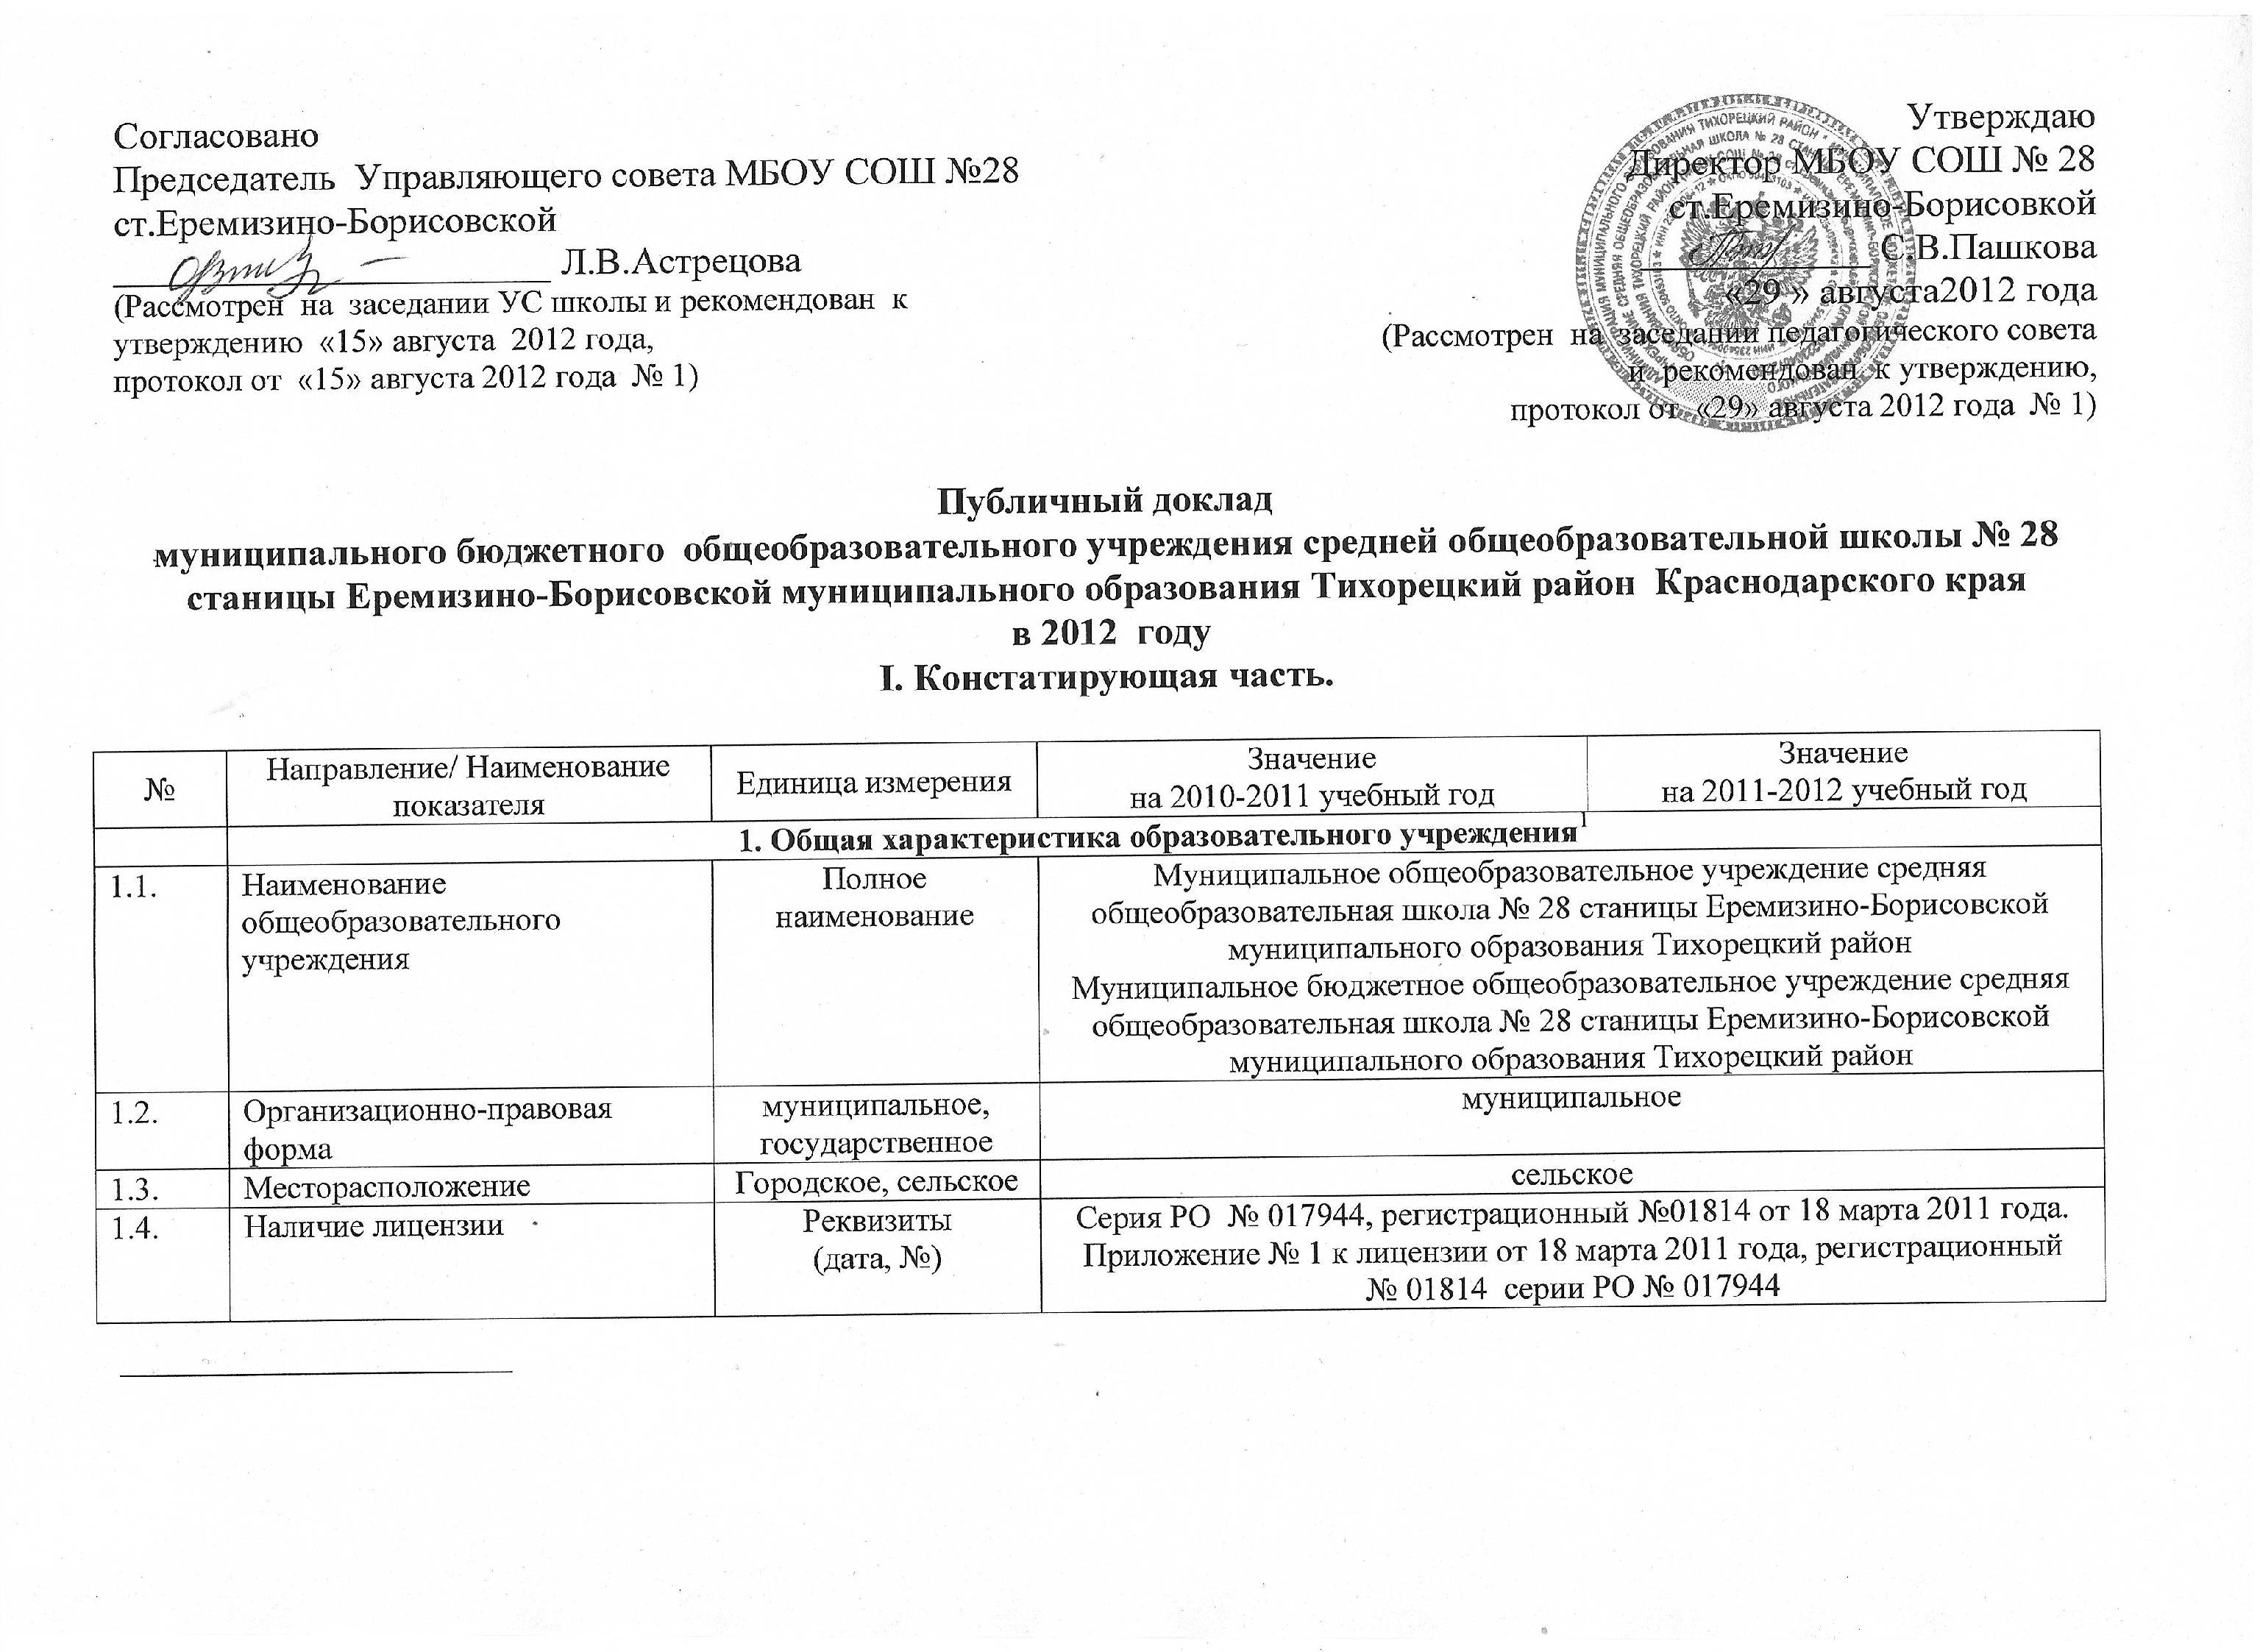 Согласовано
Председатель Управляющего совета МБОУ СОШ №28
ст.Еремизино-Борисовской
Л.В.Астрецова
(Рассмотрен на заседании УС школы и рекомендован к
утверждению «15» августа 2012 года,
протокол от «15» августа 2012 года № 1)
Утверждаю
Директор МБОУ СОШ № 28
ст.Еремизино-Борисовкой
С.В.Пашкова
«29 » августа2012 года
(Рассмотрен на заседании педагогического совета
и рекомендован к утверждению,
протокол от «29» августа 2012 года № 1)
Публичный доклад
муниципального бюджетного общеобразовательного учреждения средней общеобразовательной школы № 28
станицы Еремизино-Борисовской муниципального образования Тихорецкий район Краснодарского края
в 2012 году
I. Констатирующая часть.
№
Направление/ Наименование
показателя
Единица измерения
Значение
на 2010-2011 учебный год
Значение
на 2011-2012 учебный год
1. Общая характеристика образовательного учреждения1
1.1.
Наименование
общеобразовательного
учреждения
Полное
наименование
Муниципальное общеобразовательное учреждение средняя
общеобразовательная школа № 28 станицы Еремизино-Борисовской
муниципального образования Тихорецкий район
Муниципальное бюджетное общеобразовательное учреждение средняя
общеобразовательная школа № 28 станицы Еремизино-Борисовской
муниципального образования Тихорецкий район
1.2.
Организационно-правовая
форма
муниципальное,
государственное
муниципальное
1.3.
Месторасположение
Городское, сельское
сельское
1.4.
Наличие лицензии
Реквизиты
(дата, №)
Серия РО № 017944, регистрационный №01814 от 18 марта 2011 года.
Приложение № 1 к лицензии от 18 марта 2011 года, регистрационный
№ 01814 серии РО № 017944